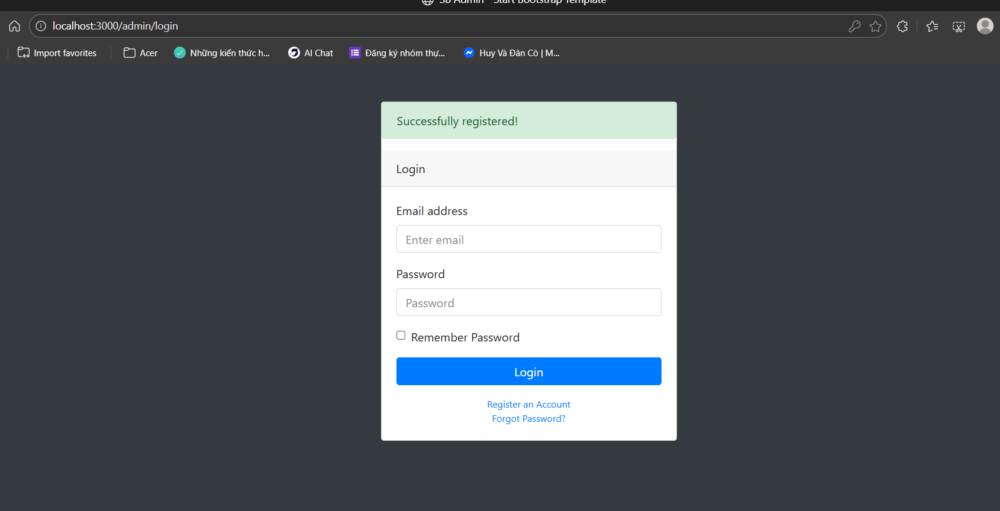 SB Admin - Start Bootstrap Template
localhost:3000/admin/login
Import favorites
Acer
Những kiến thức h...
AI Chat
Đăng ký nhóm thự...
Huy Và Đàn Cò | M...
Successfully registered!
Login
Email address
Enter email
Password
Password
Remember Password
Login
Register an Account
Forgot Password?